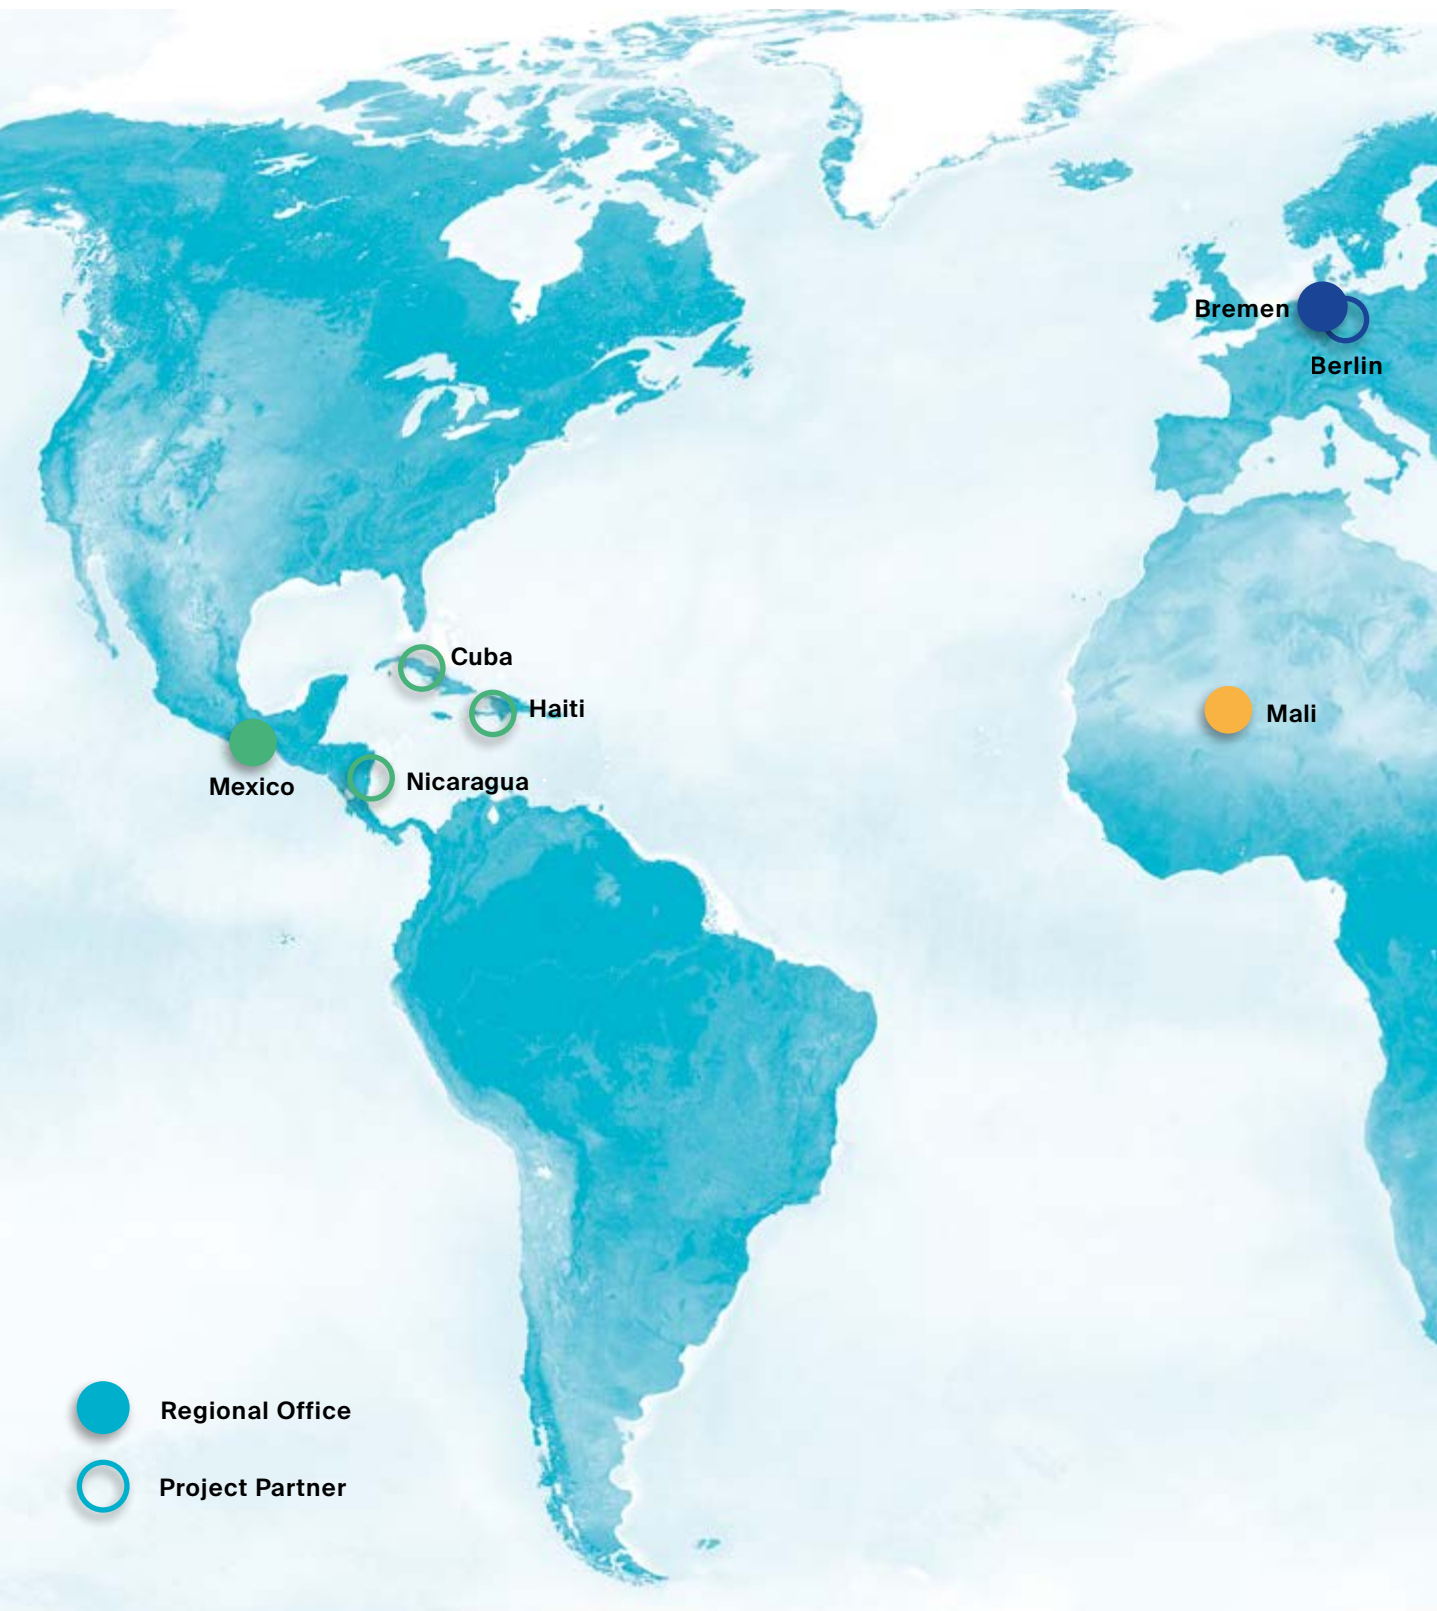 Bremen
Berlin
Cuba
Haiti
Mali
Mexico
Nicaragua
Regional Office
Project Partner